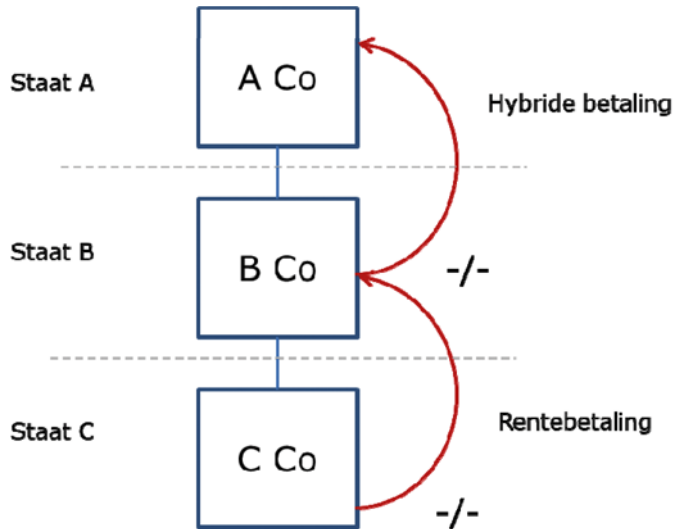 Staat A
A Co
Hybride betaling
Staat B
B Co
-/-
Staat C
C Co
Rentebetaling
-/-